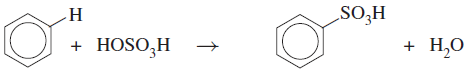 H
SO₃H
+ HOSO₃H → + H₂O